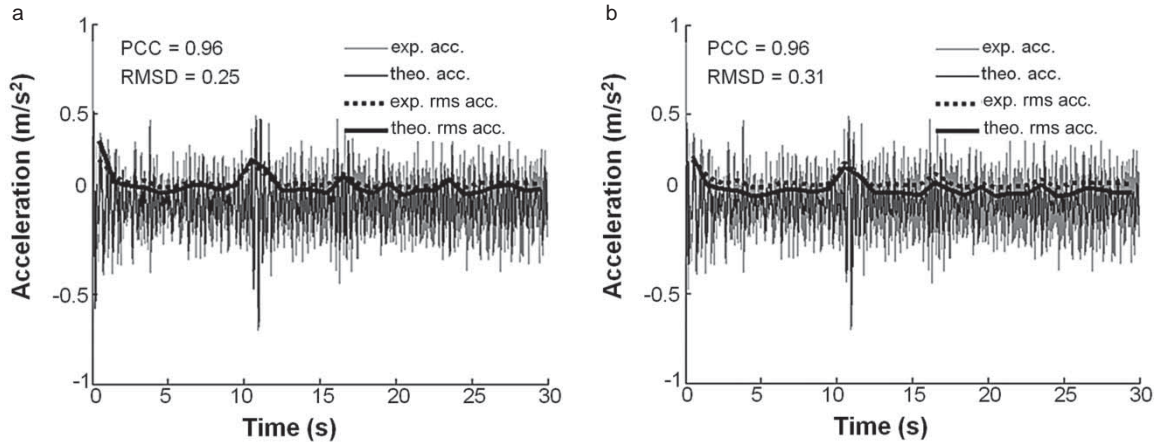 a
1
PCC = 0.96
RMSD = 0.25
exp. acc.
theo. acc.
exp. rms acc.
theo. rms acc.
0.5
0
-0.5
-1
Acceleration (m/s²)
0 5 10 15 20 25 30
Time (s)
b
1
PCC = 0.96
RMSD = 0.31
exp. acc.
theo. acc.
exp. rms acc.
theo. rms acc.
0.5
0
-0.5
-1
Acceleration (m/s²)
0 5 10 15 20 25 30
Time (s)